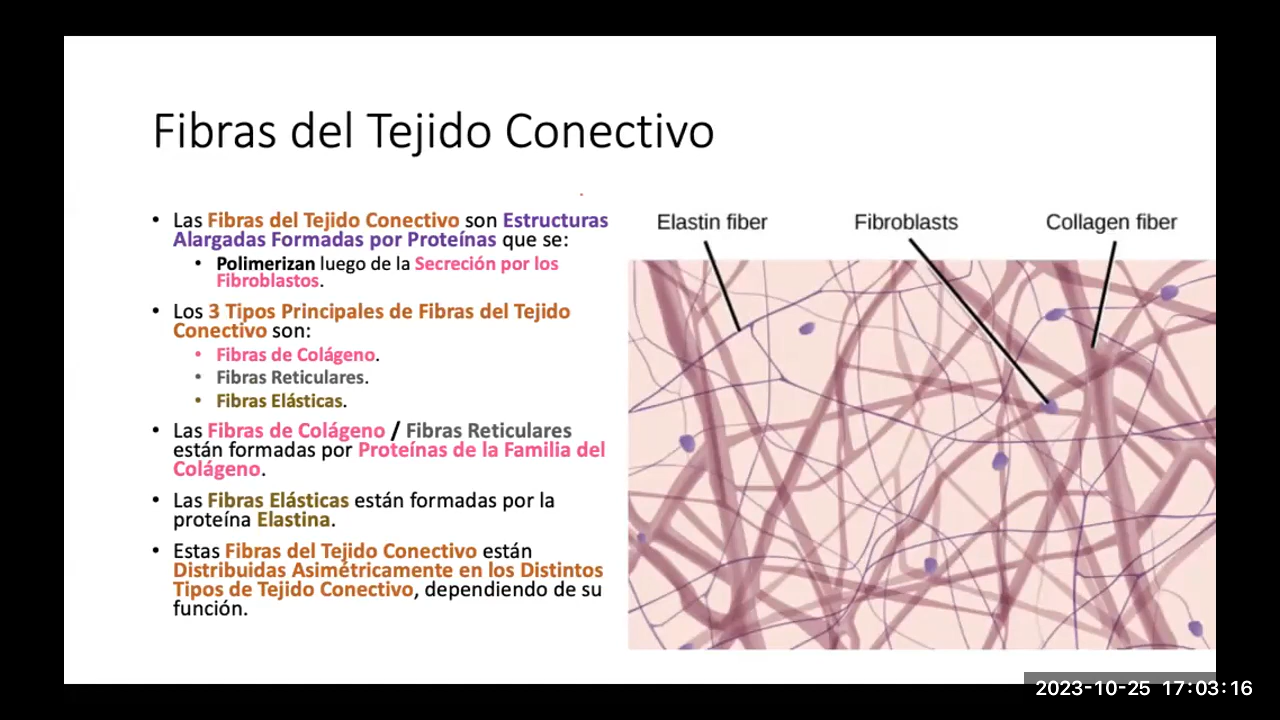 Fibras del Tejido Conectivo
• Las Fibras del Tejido Conectivo son Estructuras
Alargadas Formadas por Proteínas que se:
• Polimerizan luego de la Secreción por los
Fibroblastos.
• Los 3 Tipos Principales de Fibras del Tejido
Conectivo son:
• Fibras de Colágeno.
• Fibras Reticulares.
• Fibras Elásticas.
• Las Fibras de Colágeno / Fibras Reticulares
están formadas por Proteínas de la Familia del
Colágeno.
• Las Fibras Elásticas están formadas por la
proteína Elastina.
• Estas Fibras del Tejido Conectivo están
Distribuidas Asimétricamente en los Distintos
Tipos de Tejido Conectivo, dependiendo de su
función.
Elastin fiber
Fibroblasts
Collagen fiber
2023-10-25 17:03:16